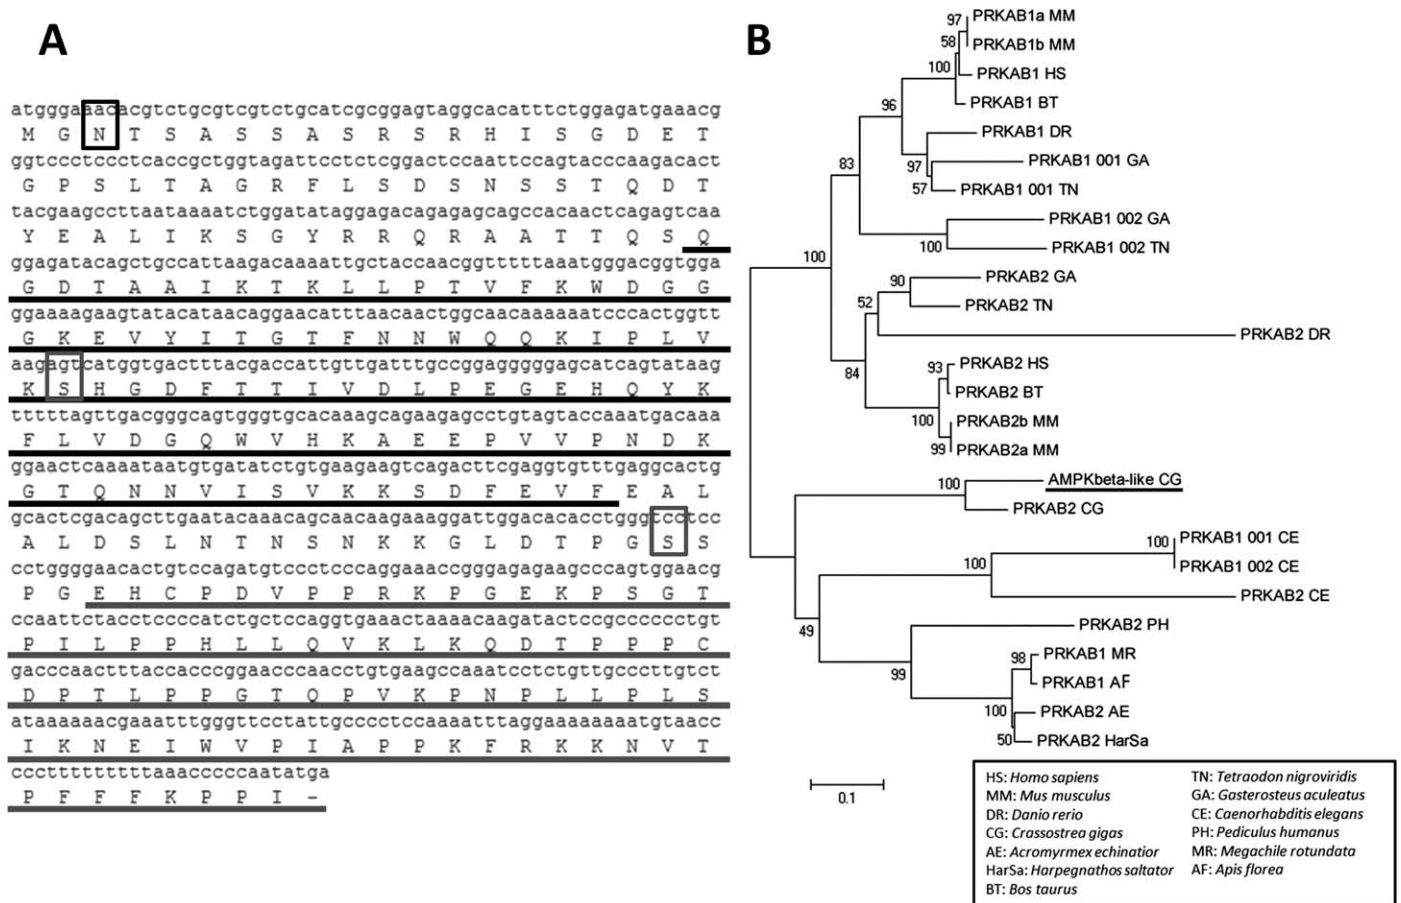 A
atgggaaacacgtctgcgtcgtctgcatcgcggagtaggcacatttctggagatgaaacg
M G N T S A S S A S R S R H I S G D E T
ggtccctccctcaccgctggtagattcctctcggactccaattccagtacccaagacact
G P S L T A G R F L S D S N S S T Q D T
tacgaagccttaataaaatctggatataggagacagagagcagccacaactcagagtcaa
Y E A L I K S G Y R R Q R A A T T Q S Q
ggagatacagctgccattaagacaaaattgctaccaacggtttttaaatgggacggtgga
G D T A A I K T K L L P T V F K W D G G
ggaaaagaagtatacataacaggaacatttaacaactggcaacaaaaaatcccactggtt
G K E V Y I T G T F N N W Q Q K I P L V
aagagtcatggtgactttacgaccattgttgatttgccggagggggagcatcagtataag
K S H G D F T T I V D L P E G E H Q Y K
tttttagttgacgggcagtgggtgcacaaagcagaagagcctgtagtaccaaatgacaaa
F L V D G Q W V H K A E E P V V P N D K
ggaactcaaaataatgtgatatctgtgaagaagtcagacttcgaggtgtttgaggcactg
G T Q N N V I S V K K S D F E V F E A L
gcactcgacagcttgaatacaaacagcaacaagaaaggattggacacacctgggtcctcc
A L D S L N T N S N K K G L D T P G S S
cctggggaacactgtccagatgtccctcccaggaaaccgggagagaagcccagtggaacg
P G E H C P D V P P R K P G E K P S G T
ccaattctacctccccatctgctccaggtgaaactaaaacaagatactccgcccccctgt
P I L P P H L L Q V K L K Q D T P P P C
gacccaactttaccacccggaacccaacctgtgaagccaaatcctctgttgcccttgtct
D P T L P P G T Q P V K P N P L L P L S
ataaaaaacgaaatttgggttcctattgcccctccaaaatttaggaaaaaaaatgtaacc
I K N E I W V P I A P P K F R K K N V T
ccctttttttttaaacccccaatatga
P F F F K P P I -
B
97 PRKAB1a MM
PRKAB1b MM
58
100 PRKAB1 HS
PRKAB1 BT
96
PRKAB1 DR
97 PRKAB1 001 GA
57 PRKAB1 001 TN
83
PRKAB1 002 GA
100 PRKAB1 002 TN
100
90 PRKAB2 GA
PRKAB2 TN
52
PRKAB2 DR
84
93 PRKAB2 HS
PRKAB2 BT
100 PRKAB2b MM
99 PRKAB2a MM
100 AMPKbeta-like CG
PRKAB2 CG
100 PRKAB1 001 CE
PRKAB1 002 CE
100
PRKAB2 CE
49
PRKAB2 PH
99
98 PRKAB1 MR
PRKAB1 AF
100 PRKAB2 AE
50 PRKAB2 HarSa
0.1
HS: Homo sapiens
MM: Mus musculus
DR: Danio rerio
CG: Crassostrea gigas
AE: Acromyrmex echinatior
HarSa: Harpegnathos saltator
BT: Bos taurus
TN: Tetraodon nigroviridis
GA: Gasterosteus aculeatus
CE: Caenorhabditis elegans
PH: Pediculus humanus
MR: Megachile rotundata
AF: Apis florea